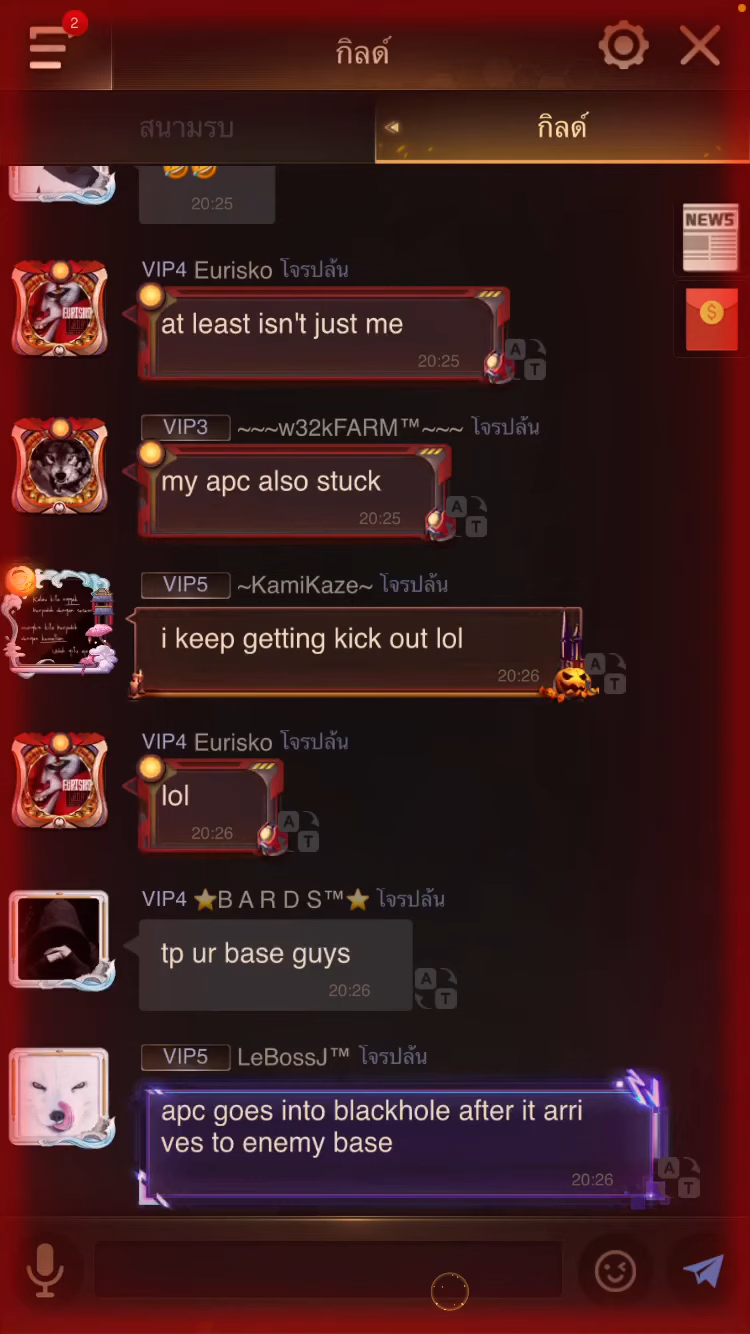 2
กิลด์
สนามรบ
กิลด์
20:25
NEWS
VIP4 Eurisko โจรปล้น
at least isn't just me
20:25
VIP3 ~~~w32kFARM™~~~ โจรปล้น
my apc also stuck
20:25
VIP5 ~KamiKaze~ โจรปล้น
i keep getting kick out lol
20:26
VIP4 Eurisko โจรปล้น
lol
20:26
VIP4 ⭐B A R D S™⭐ โจรปล้น
tp ur base guys
20:26
VIP5 LeBossJ™ โจรปล้น
apc goes into blackhole after it arri
ves to enemy base
20:26